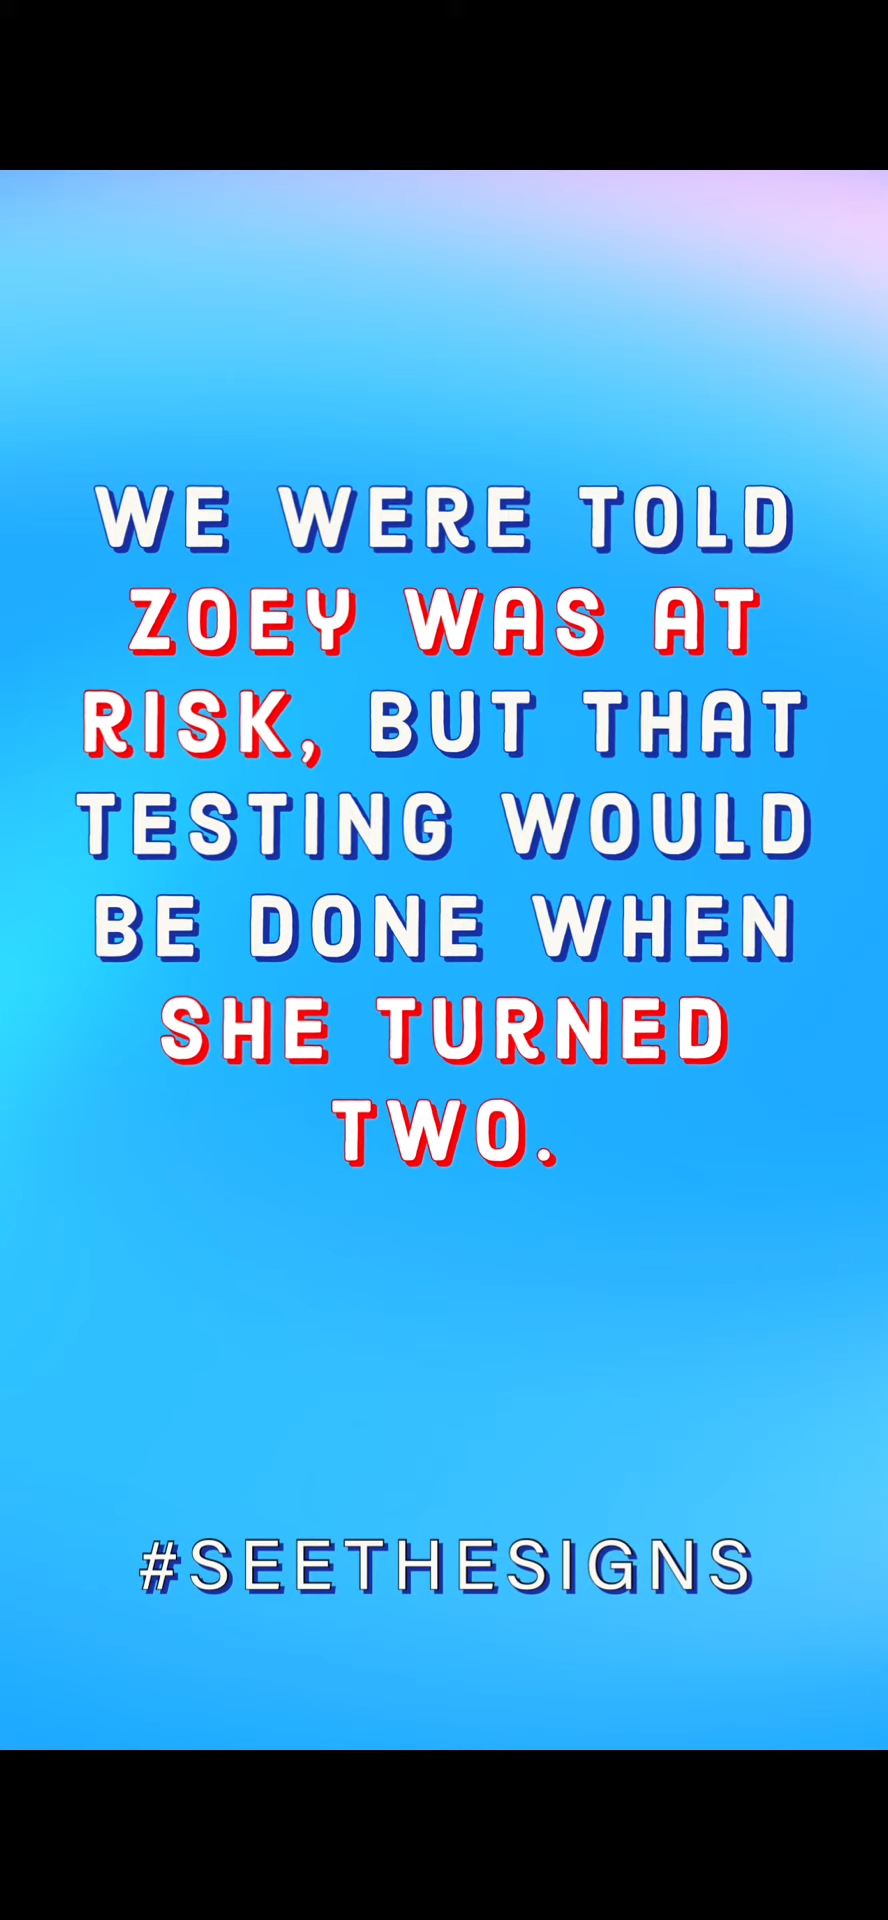 WE WERE TOLD
ZOEY WAS AT
RISK, BUT THAT
TESTING WOULD
BE DONE WHEN
SHE TURNED
TWO.
#SEETHESIGNS